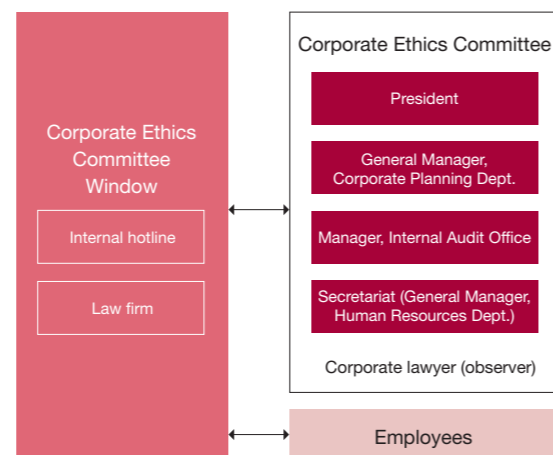 Corporate Ethics
Committee
Window
Internal hotline
Law firm
Corporate Ethics Committee
President
General Manager,
Corporate Planning Dept.
Manager, Internal Audit Office
Secretariat (General Manager,
Human Resources Dept.)
Corporate lawyer (observer)
Employees